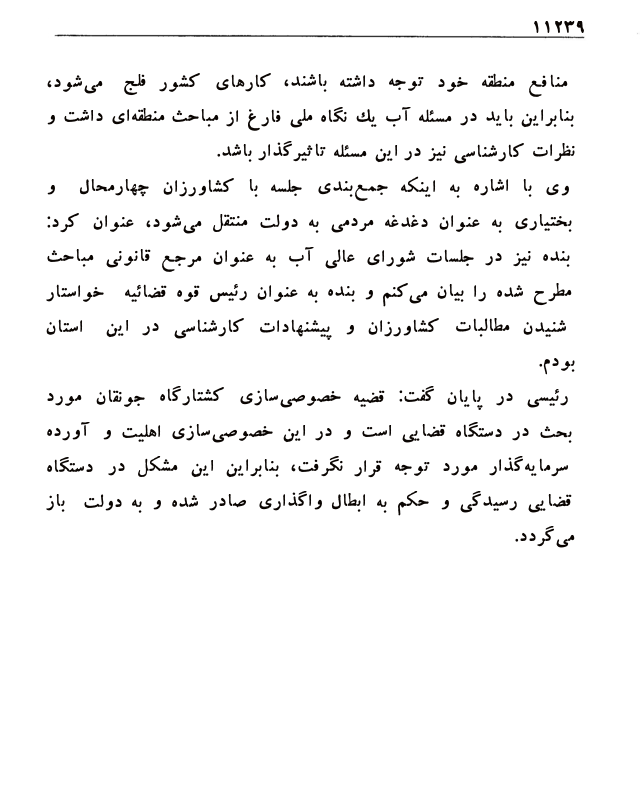 ۱۱۲۳۹
منافع منطقه خود توجه داشته باشند، کارهای کشور فلج می‌شود،
بنابراین باید در مسئله آب يك نگاه ملی فارغ از مباحث منطقه‌ای داشت و
نظرات کارشناسی نیز در این مسئله تاثیرگذار باشد.
وی با اشاره به اینکه جمع‌بندی جلسه با کشاورزان چهارمحال و
بختیاری به عنوان دغدغه مردمی به دولت منتقل می‌شود، عنوان کرد:
بنده نیز در جلسات شورای عالی آب به عنوان مرجع قانونی مباحث
مطرح شده را بیان می‌کنم و بنده به عنوان رئیس قوه قضائیه خواستار
شنیدن مطالبات کشاورزان و پیشنهادات کارشناسی در این استان
بودم.
رئیسی در پایان گفت: قضیه خصوصی‌سازی کشتارگاه جونقان مورد
بحث در دستگاه قضایی است و در این خصوصی‌سازی اهلیت و آورده
سرمایه‌گذار مورد توجه قرار نگرفت، بنابراین این مشکل در دستگاه
قضایی رسیدگی و حکم به ابطال واگذاری صادر شده و به دولت باز
می‌گردد.